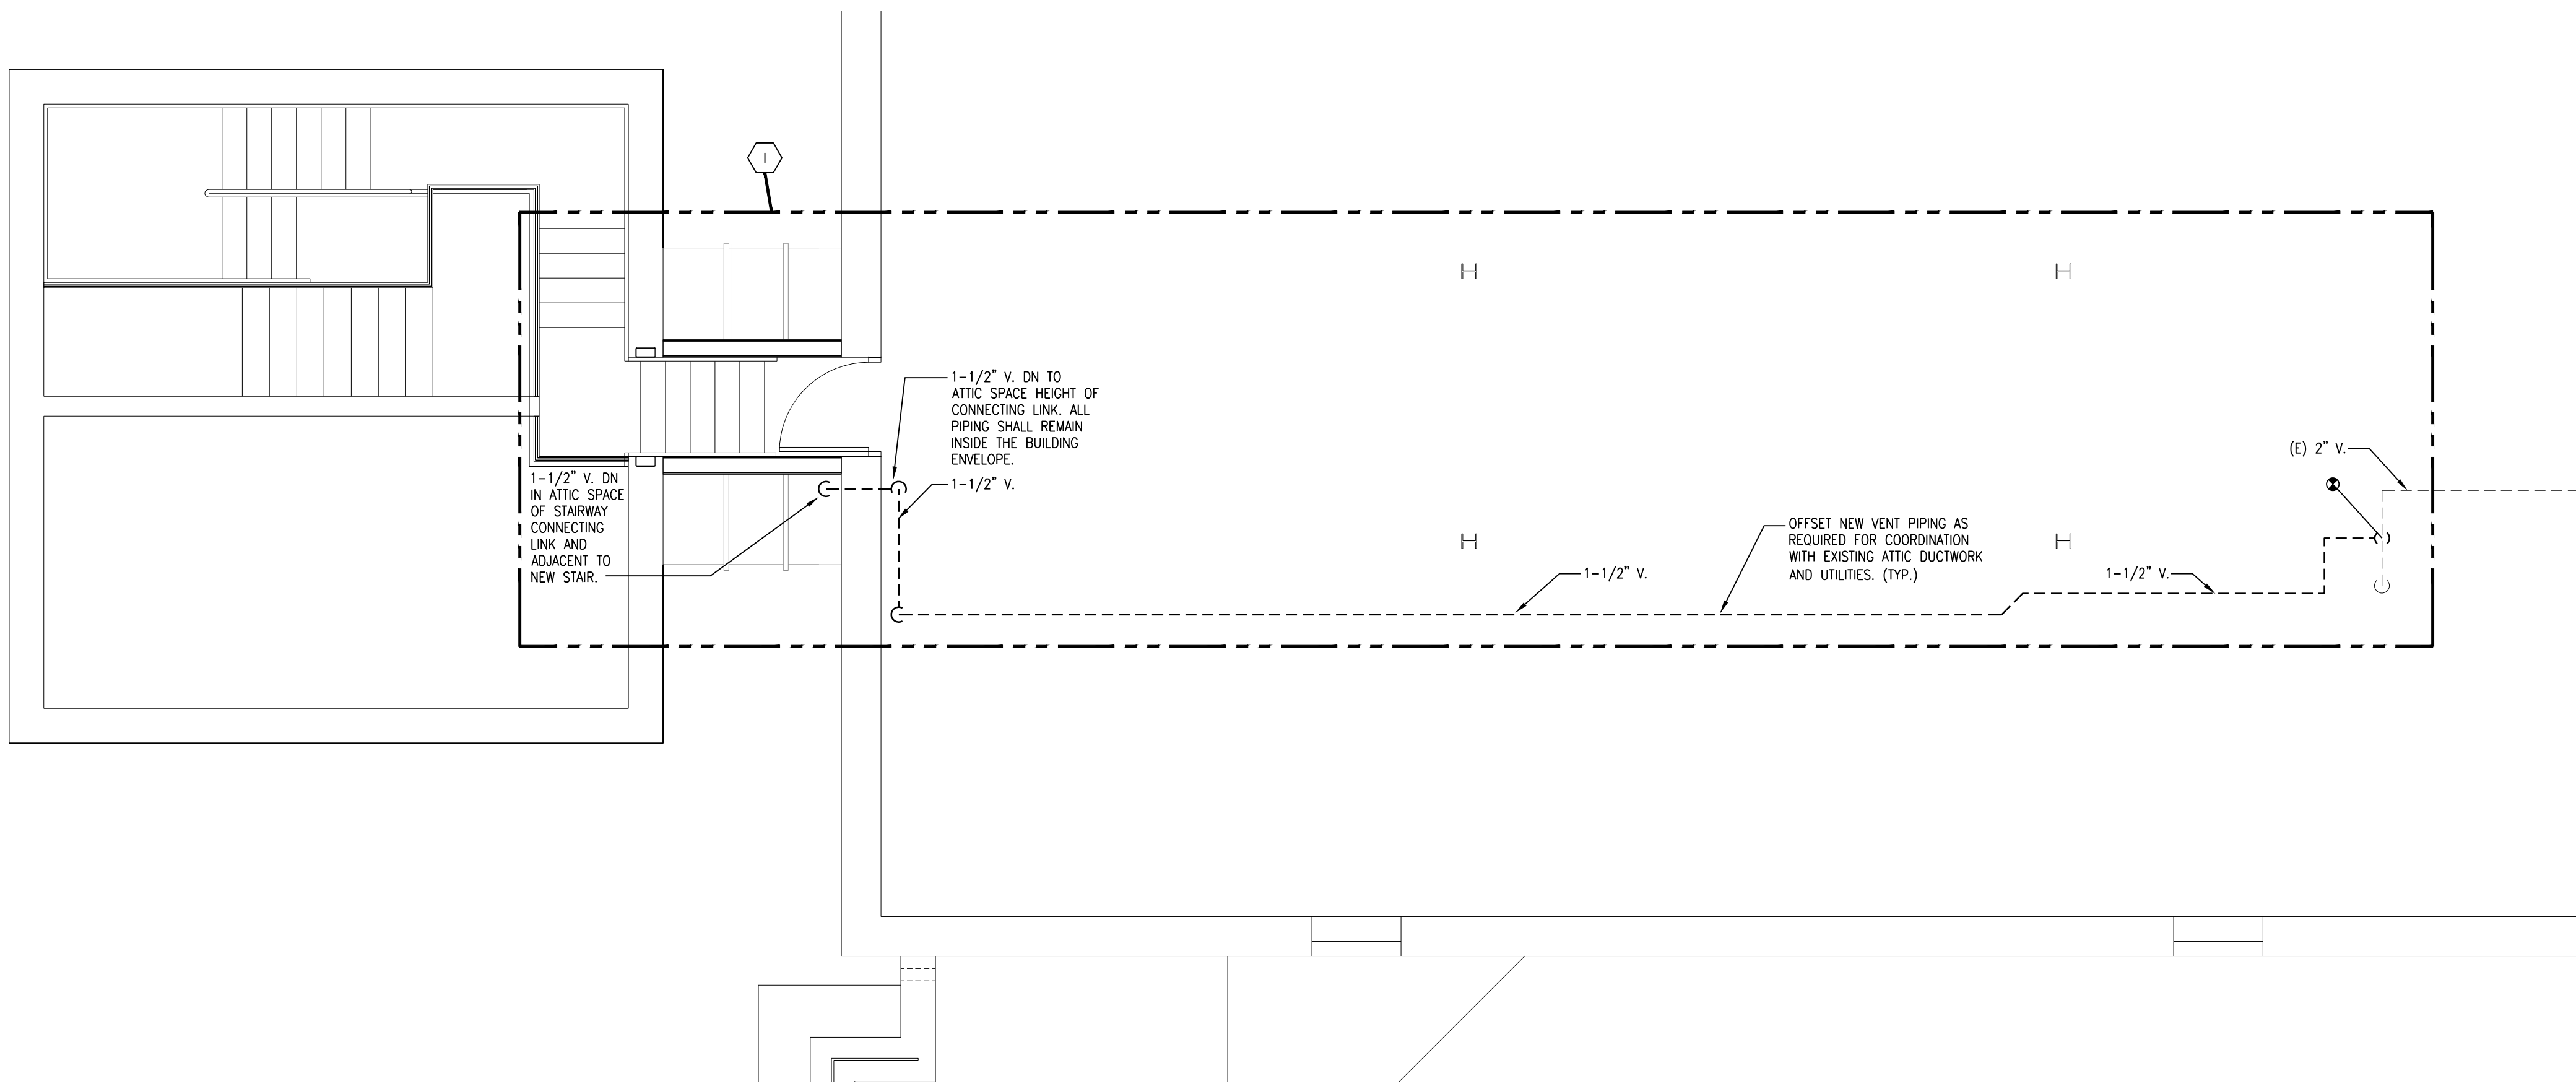 I
1-1/2" V. DN TO
ATTIC SPACE HEIGHT OF
CONNECTING LINK. ALL
PIPING SHALL REMAIN
INSIDE THE BUILDING
ENVELOPE.
1-1/2" V.
1-1/2" V. DN
IN ATTIC SPACE
OF STAIRWAY
CONNECTING
LINK AND
ADJACENT TO
NEW STAIR.
1-1/2" V.
OFFSET NEW VENT PIPING AS
REQUIRED FOR COORDINATION
WITH EXISTING ATTIC DUCTWORK
AND UTILITIES. (TYP.)
1-1/2" V.
(E) 2" V.